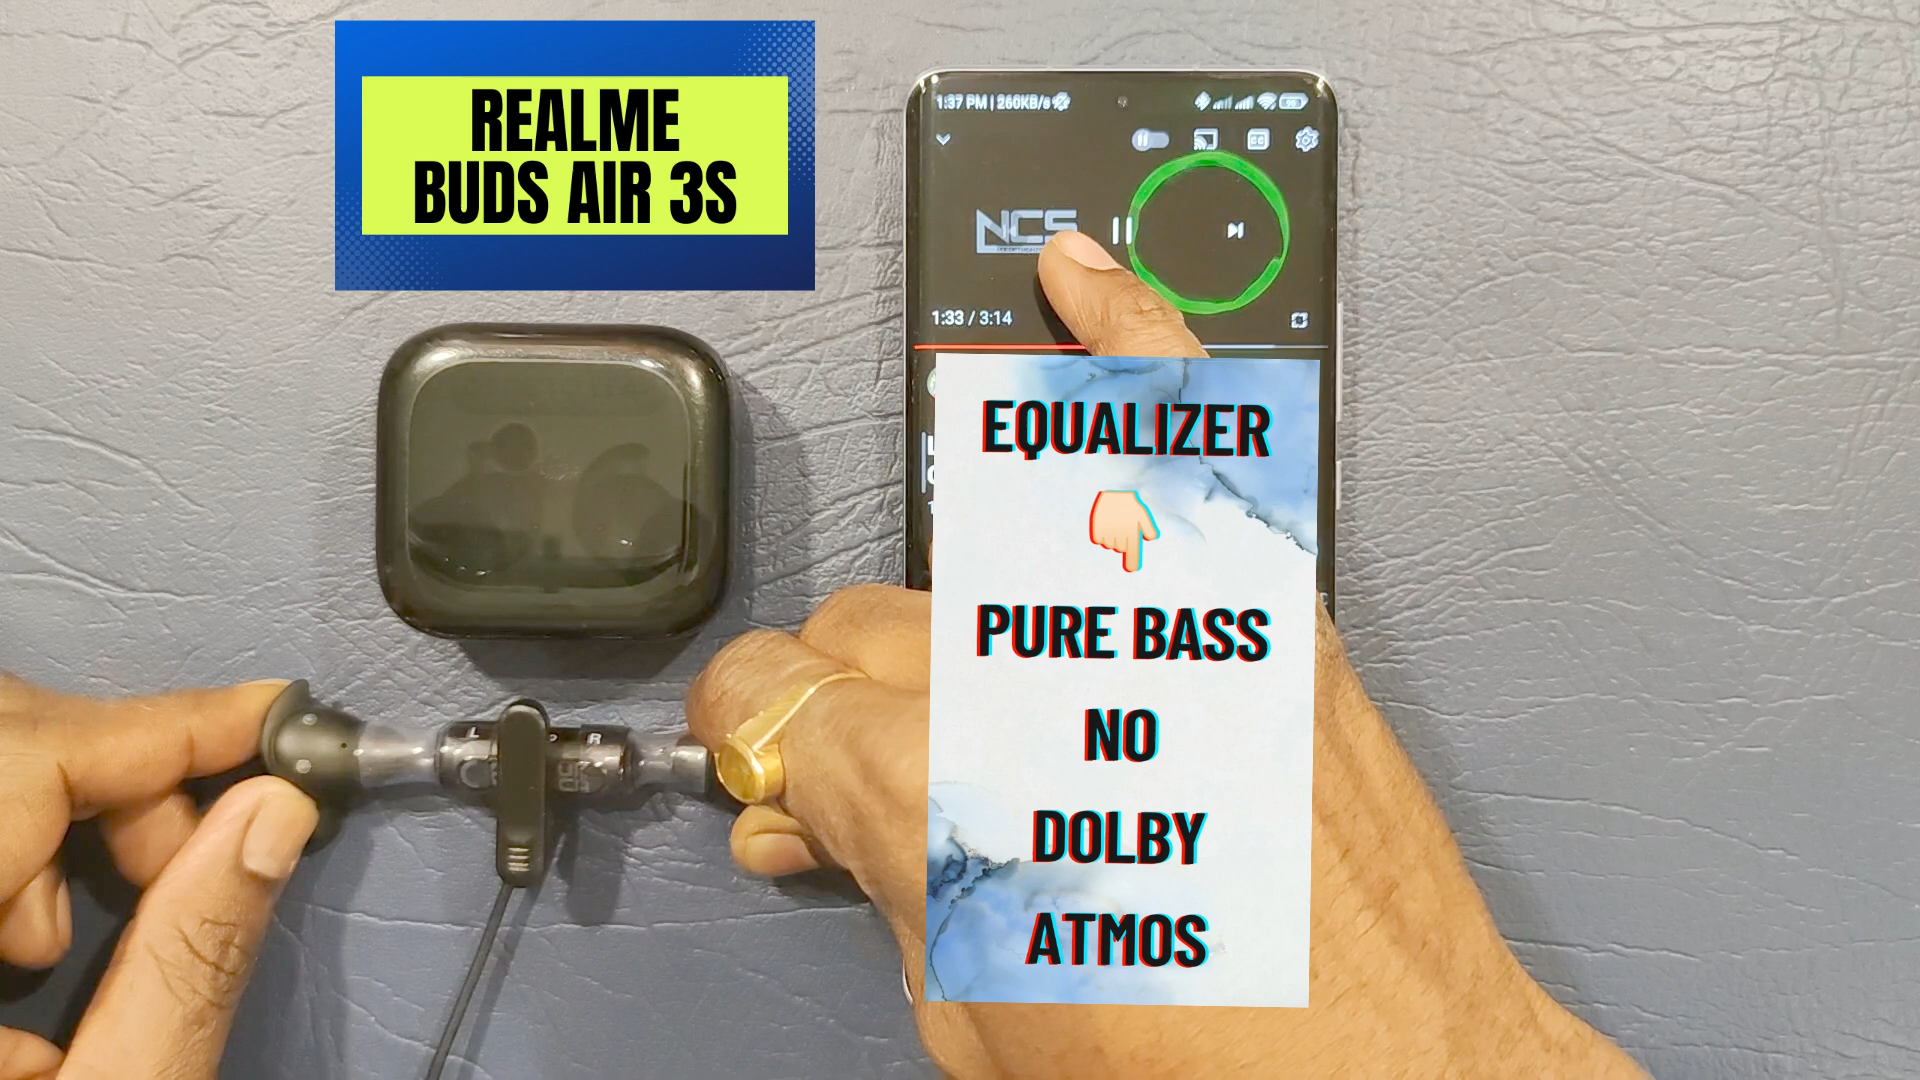 REALME
BUDS AIR 3S
1:37 PM | 260KB/s
CC
NCS
1:33 / 3:14
EQUALIZER
👇🏻
PURE BASS
NO
DOLBY
ATMOS
L
R